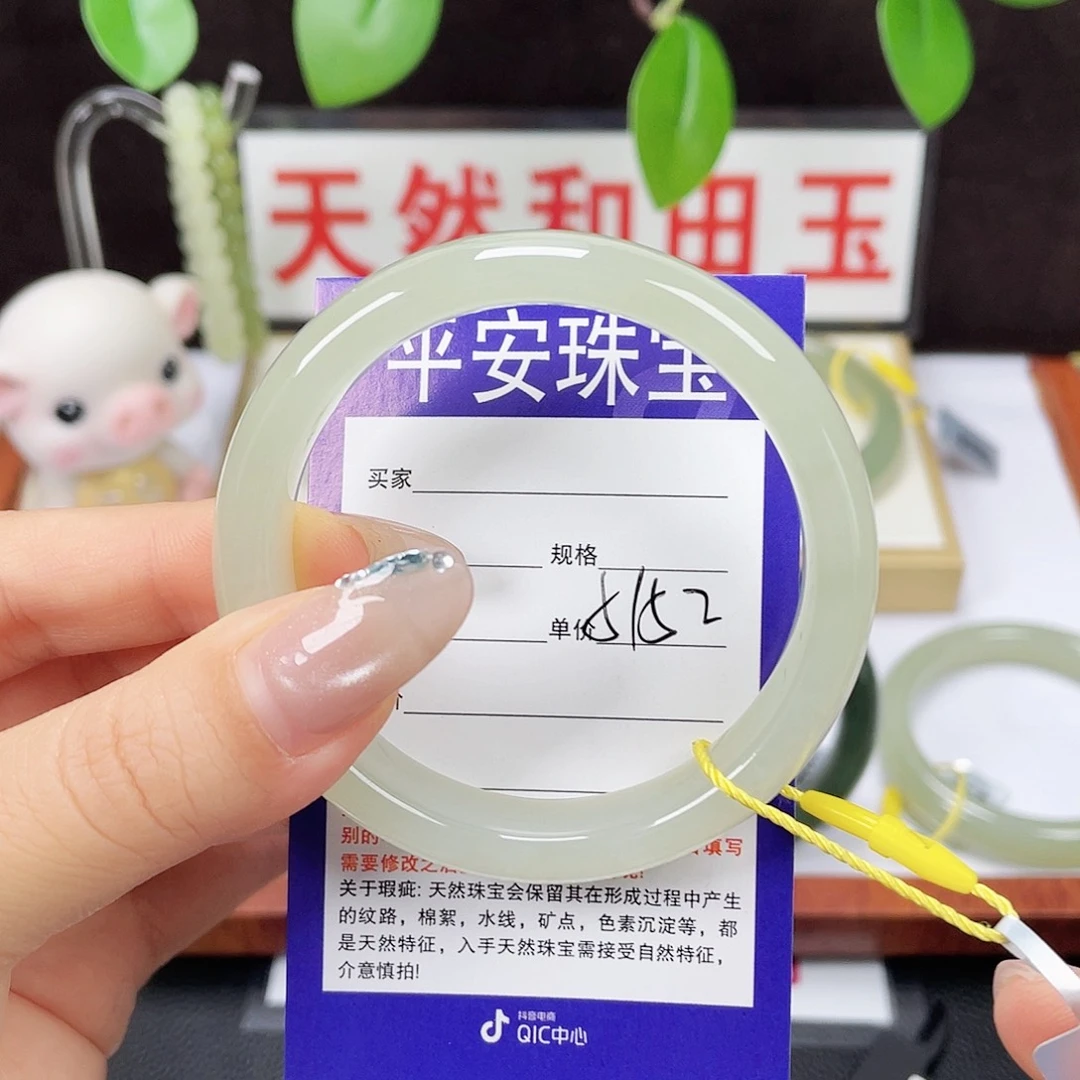 天然和田玉
平安珠宝
买家
规格
单价 5152
价
别的
填写
需要修改之后
关于瑕疵: 天然珠宝会保留其在形成过程中产生
的纹路，棉絮，水线，矿点，色素沉淀等，都
是天然特征，入手天然珠宝需接受自然特征，
介意慎拍!
抖音电商
QIC中心